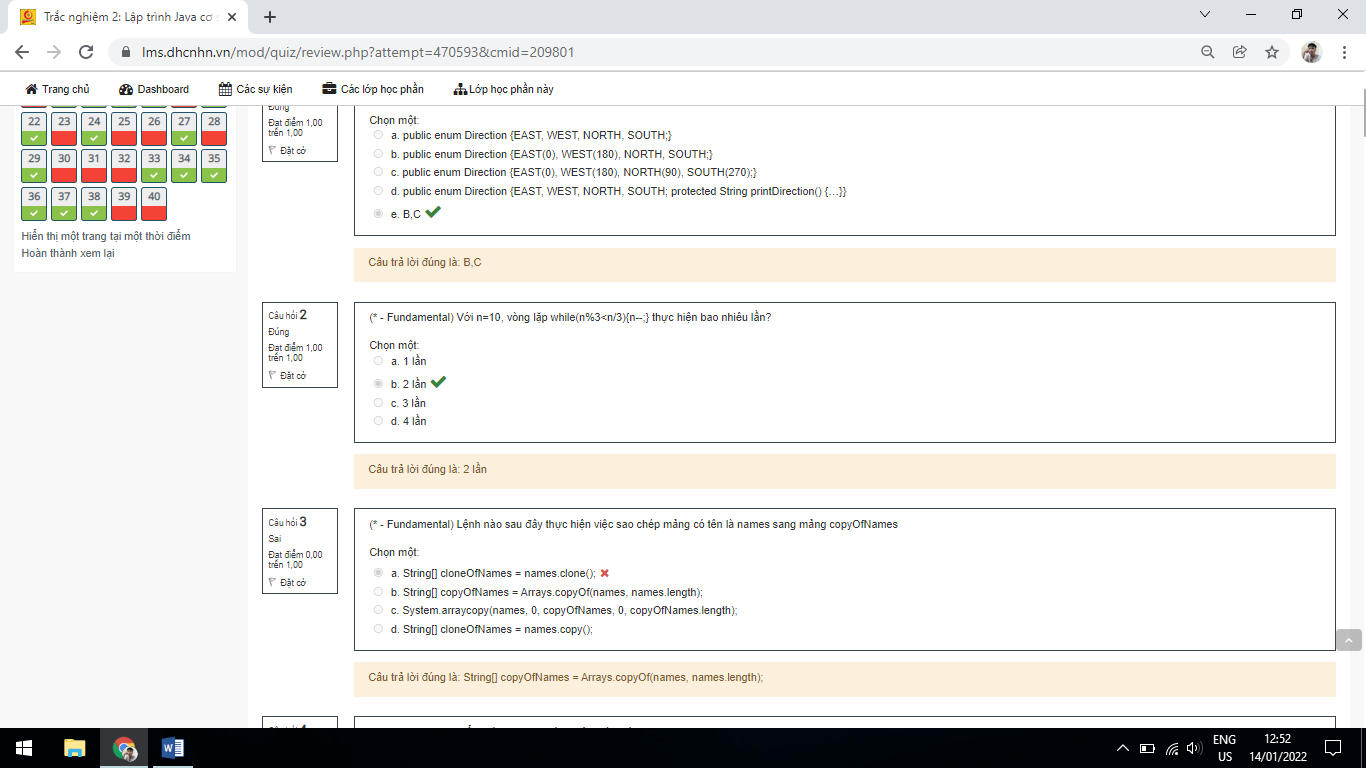 Trắc nghiệm 2: Lập trình Java cơ
lms.dhcnhn.vn/mod/quiz/review.php?attempt=470593&cmid=209801
Trang chủ Dashboard Các sự kiện Các lớp học phần Lớp học phần này
22 23 24 25 26 27 28
29 30 31 32 33 34 35
36 37 38 39 40
Hiển thị một trang tại một thời điểm
Hoàn thành xem lại
Đúng
Đạt điểm 1,00
trên 1,00
Đặt cờ
Chọn một:
a. public enum Direction {EAST, WEST, NORTH, SOUTH;}
b. public enum Direction {EAST(0), WEST(180), NORTH, SOUTH;}
c. public enum Direction {EAST(0), WEST(180), NORTH(90), SOUTH(270);}
d. public enum Direction {EAST, WEST, NORTH, SOUTH; protected String printDirection() {…}}
e. B,C
Câu trả lời đúng là: B,C
Câu hỏi 2
Đúng
Đạt điểm 1,00
trên 1,00
Đặt cờ
(* - Fundamental) Với n=10, vòng lặp while(n%3<n/3){n--;} thực hiện bao nhiêu lần?
Chọn một:
a. 1 lần
b. 2 lần
c. 3 lần
d. 4 lần
Câu trả lời đúng là: 2 lần
Câu hỏi 3
Sai
Đạt điểm 0,00
trên 1,00
Đặt cờ
(* - Fundamental) Lệnh nào sau đây thực hiện việc sao chép mảng có tên là names sang mảng copyOfNames
Chọn một:
a. String[] cloneOfNames = names.clone();
b. String[] copyOfNames = Arrays.copyOf(names, names.length);
c. System.arraycopy(names, 0, copyOfNames, 0, copyOfNames.length);
d. String[] cloneOfNames = names.copy();
Câu trả lời đúng là: String[] copyOfNames = Arrays.copyOf(names, names.length);
ENG
US
12:52
14/01/2022